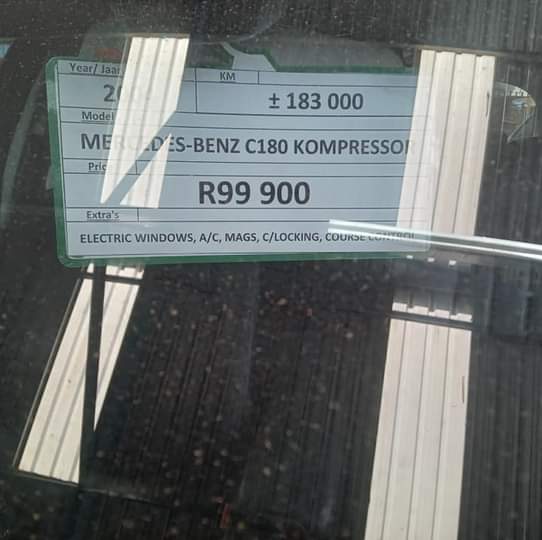 Year/ Jaar KM
± 183 000
Model
MERCEDES-BENZ C180 KOMPRESSOR
R99 900
Extra's
ELECTRIC WINDOWS, A/C, MAGS, C/LOCKING, COURSE CONTROL